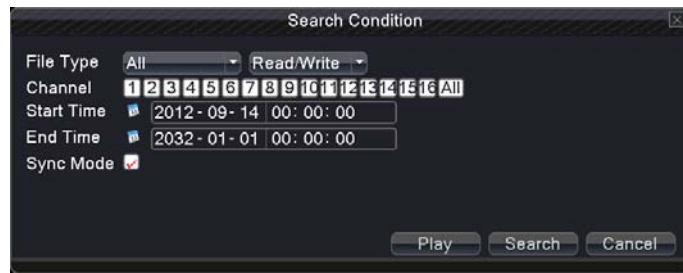 Search Condition
File Type All Read/Write
Channel 1 2 3 4 5 6 7 8 9 10 11 12 13 14 15 16 All
Start Time 2012-09-14 00:00:00
End Time 2032-01-01 00:00:00
Sync Mode
Play Search Cancel